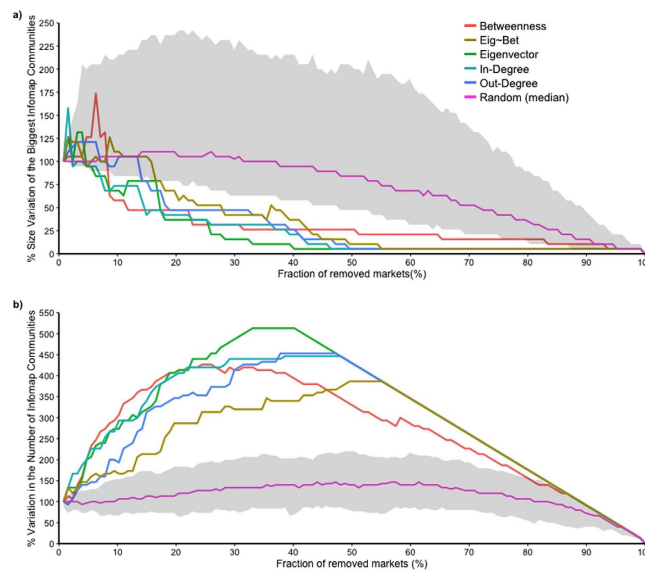 a)
% Size Variation of the Biggest Infomap Communities
250
225
200
175
150
125
100
75
50
25
0
0 10 20 30 40 50 60 70 80 90 100
Fraction of removed markets(%)
Betweenness
Eig~Bet
Eigenvector
In-Degree
Out-Degree
Random (median)
b)
% Variation in the Number of Infomap Communities
550
500
450
400
350
300
250
200
150
100
50
0
0 10 20 30 40 50 60 70 80 90 100
Fraction of removed markets (%)